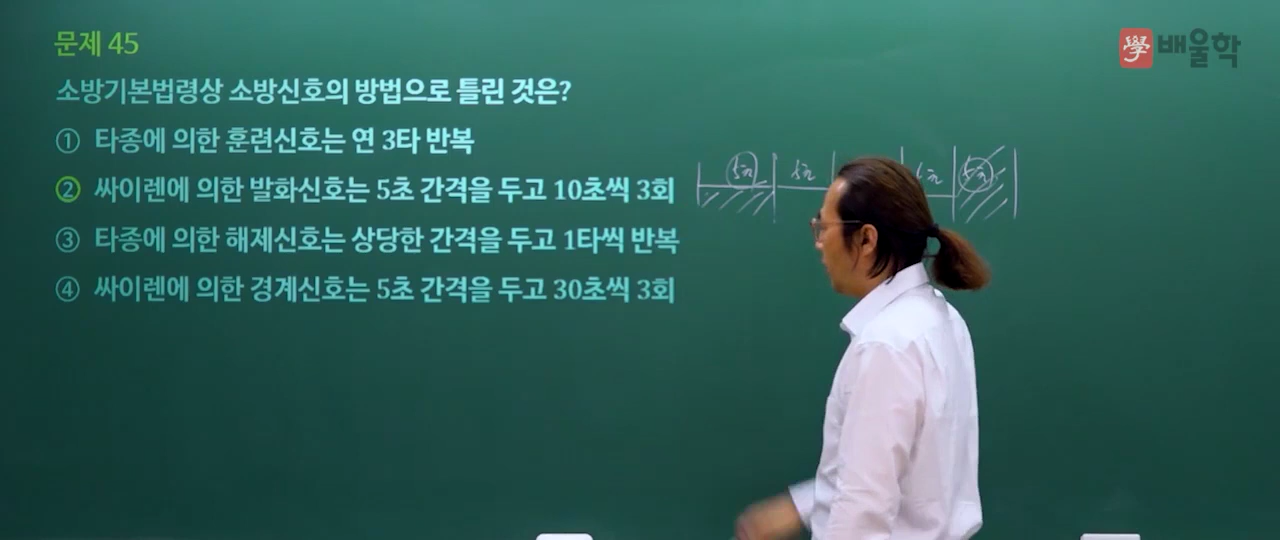 문제 45
學 배울학
소방기본법령상 소방신호의 방법으로 틀린 것은?
① 타종에 의한 훈련신호는 연 3타 반복
② 싸이렌에 의한 발화신호는 5초 간격을 두고 10초씩 3회
③ 타종에 의한 해제신호는 상당한 간격을 두고 1타씩 반복
④ 싸이렌에 의한 경계신호는 5초 간격을 두고 30초씩 3회